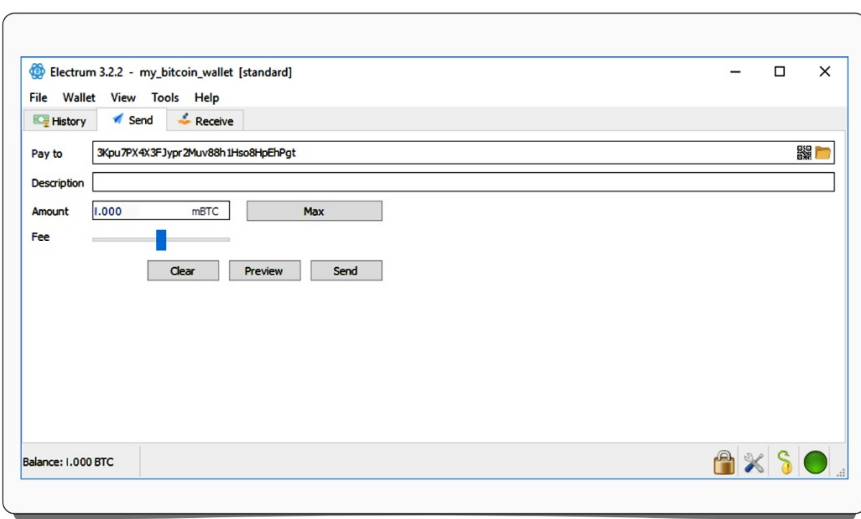 Electrum 3.2.2 - my_bitcoin_wallet [standard]
File Wallet View Tools Help
History Send Receive
Pay to 3Kpu7PX4X3FJypr2Muv88h1Hso8HpEhPgt
Description
Amount 1.000 mBTC Max
Fee
Clear Preview Send
Balance: 1.000 BTC